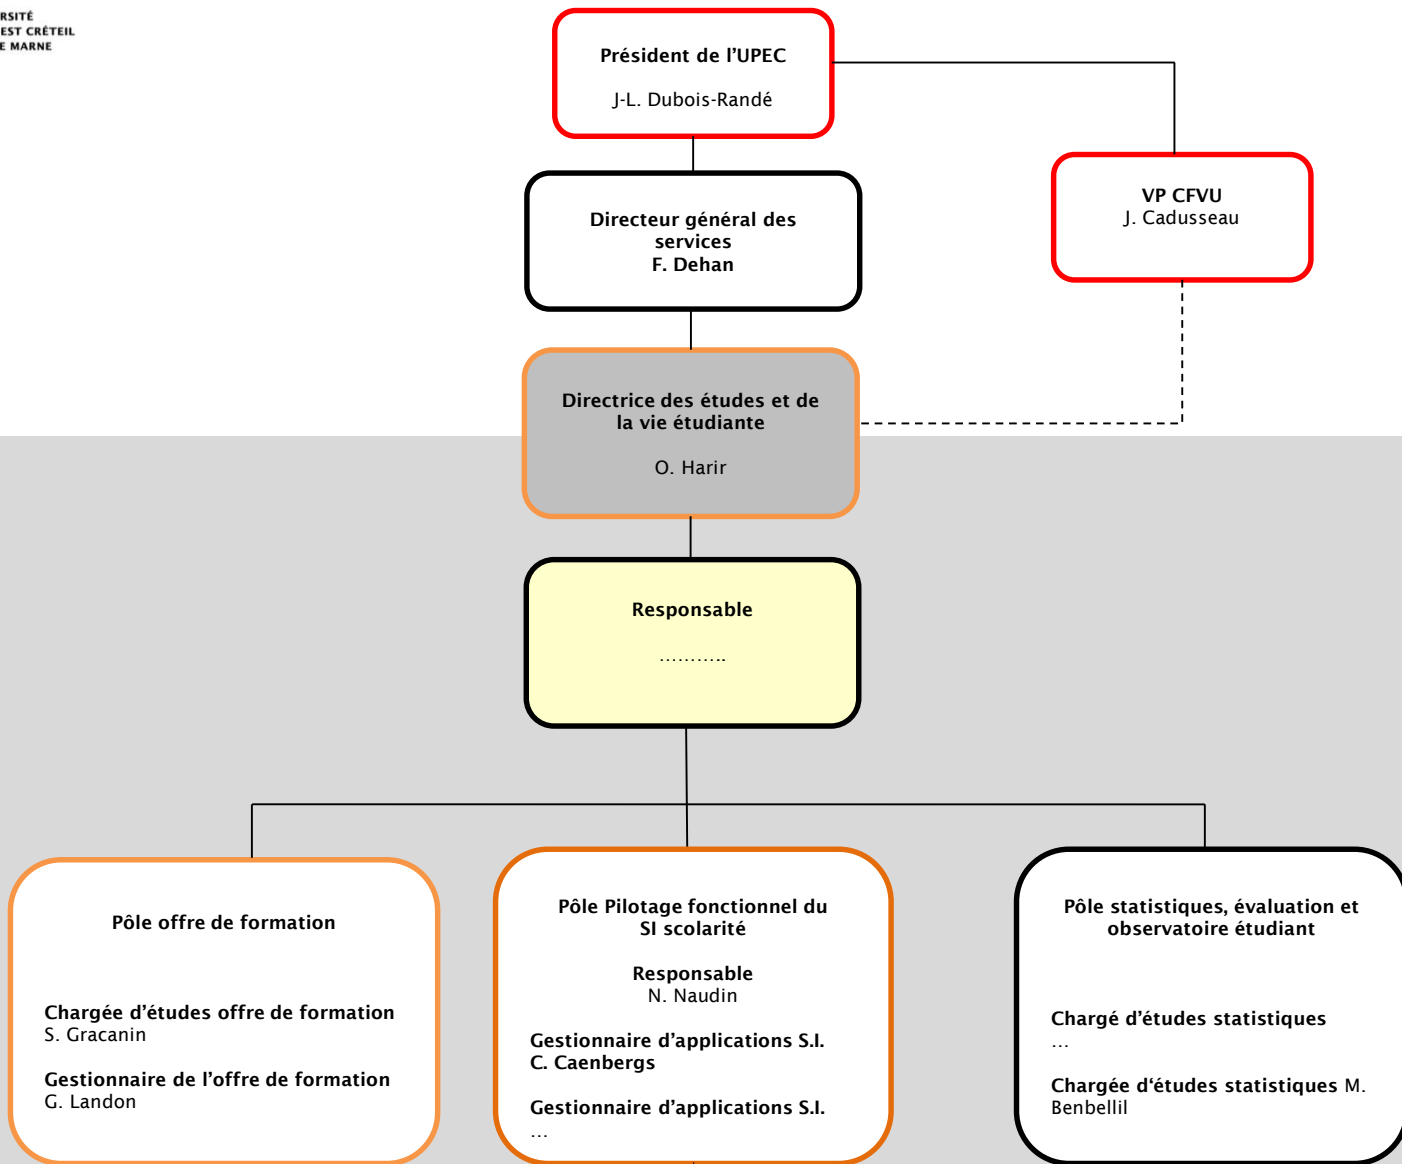 RSITÉ
EST CRÉTEIL
E MARNE
Président de l’UPEC
J-L. Dubois-Randé
VP CFVU
J. Cadusseau
Directeur général des
services
F. Dehan
Directrice des études et de
la vie étudiante
O. Harir
Responsable
………..
Pôle offre de formation
Chargée d’études offre de formation
S. Gracanin
Gestionnaire de l’offre de formation
G. Landon
Pôle Pilotage fonctionnel du
SI scolarité
Responsable
N. Naudin
Gestionnaire d’applications S.I.
C. Caenbergs
Gestionnaire d’applications S.I.
…
Pôle statistiques, évaluation et
observatoire étudiant
Chargé d’études statistiques
…
Chargée d‘études statistiques M.
Benbellil